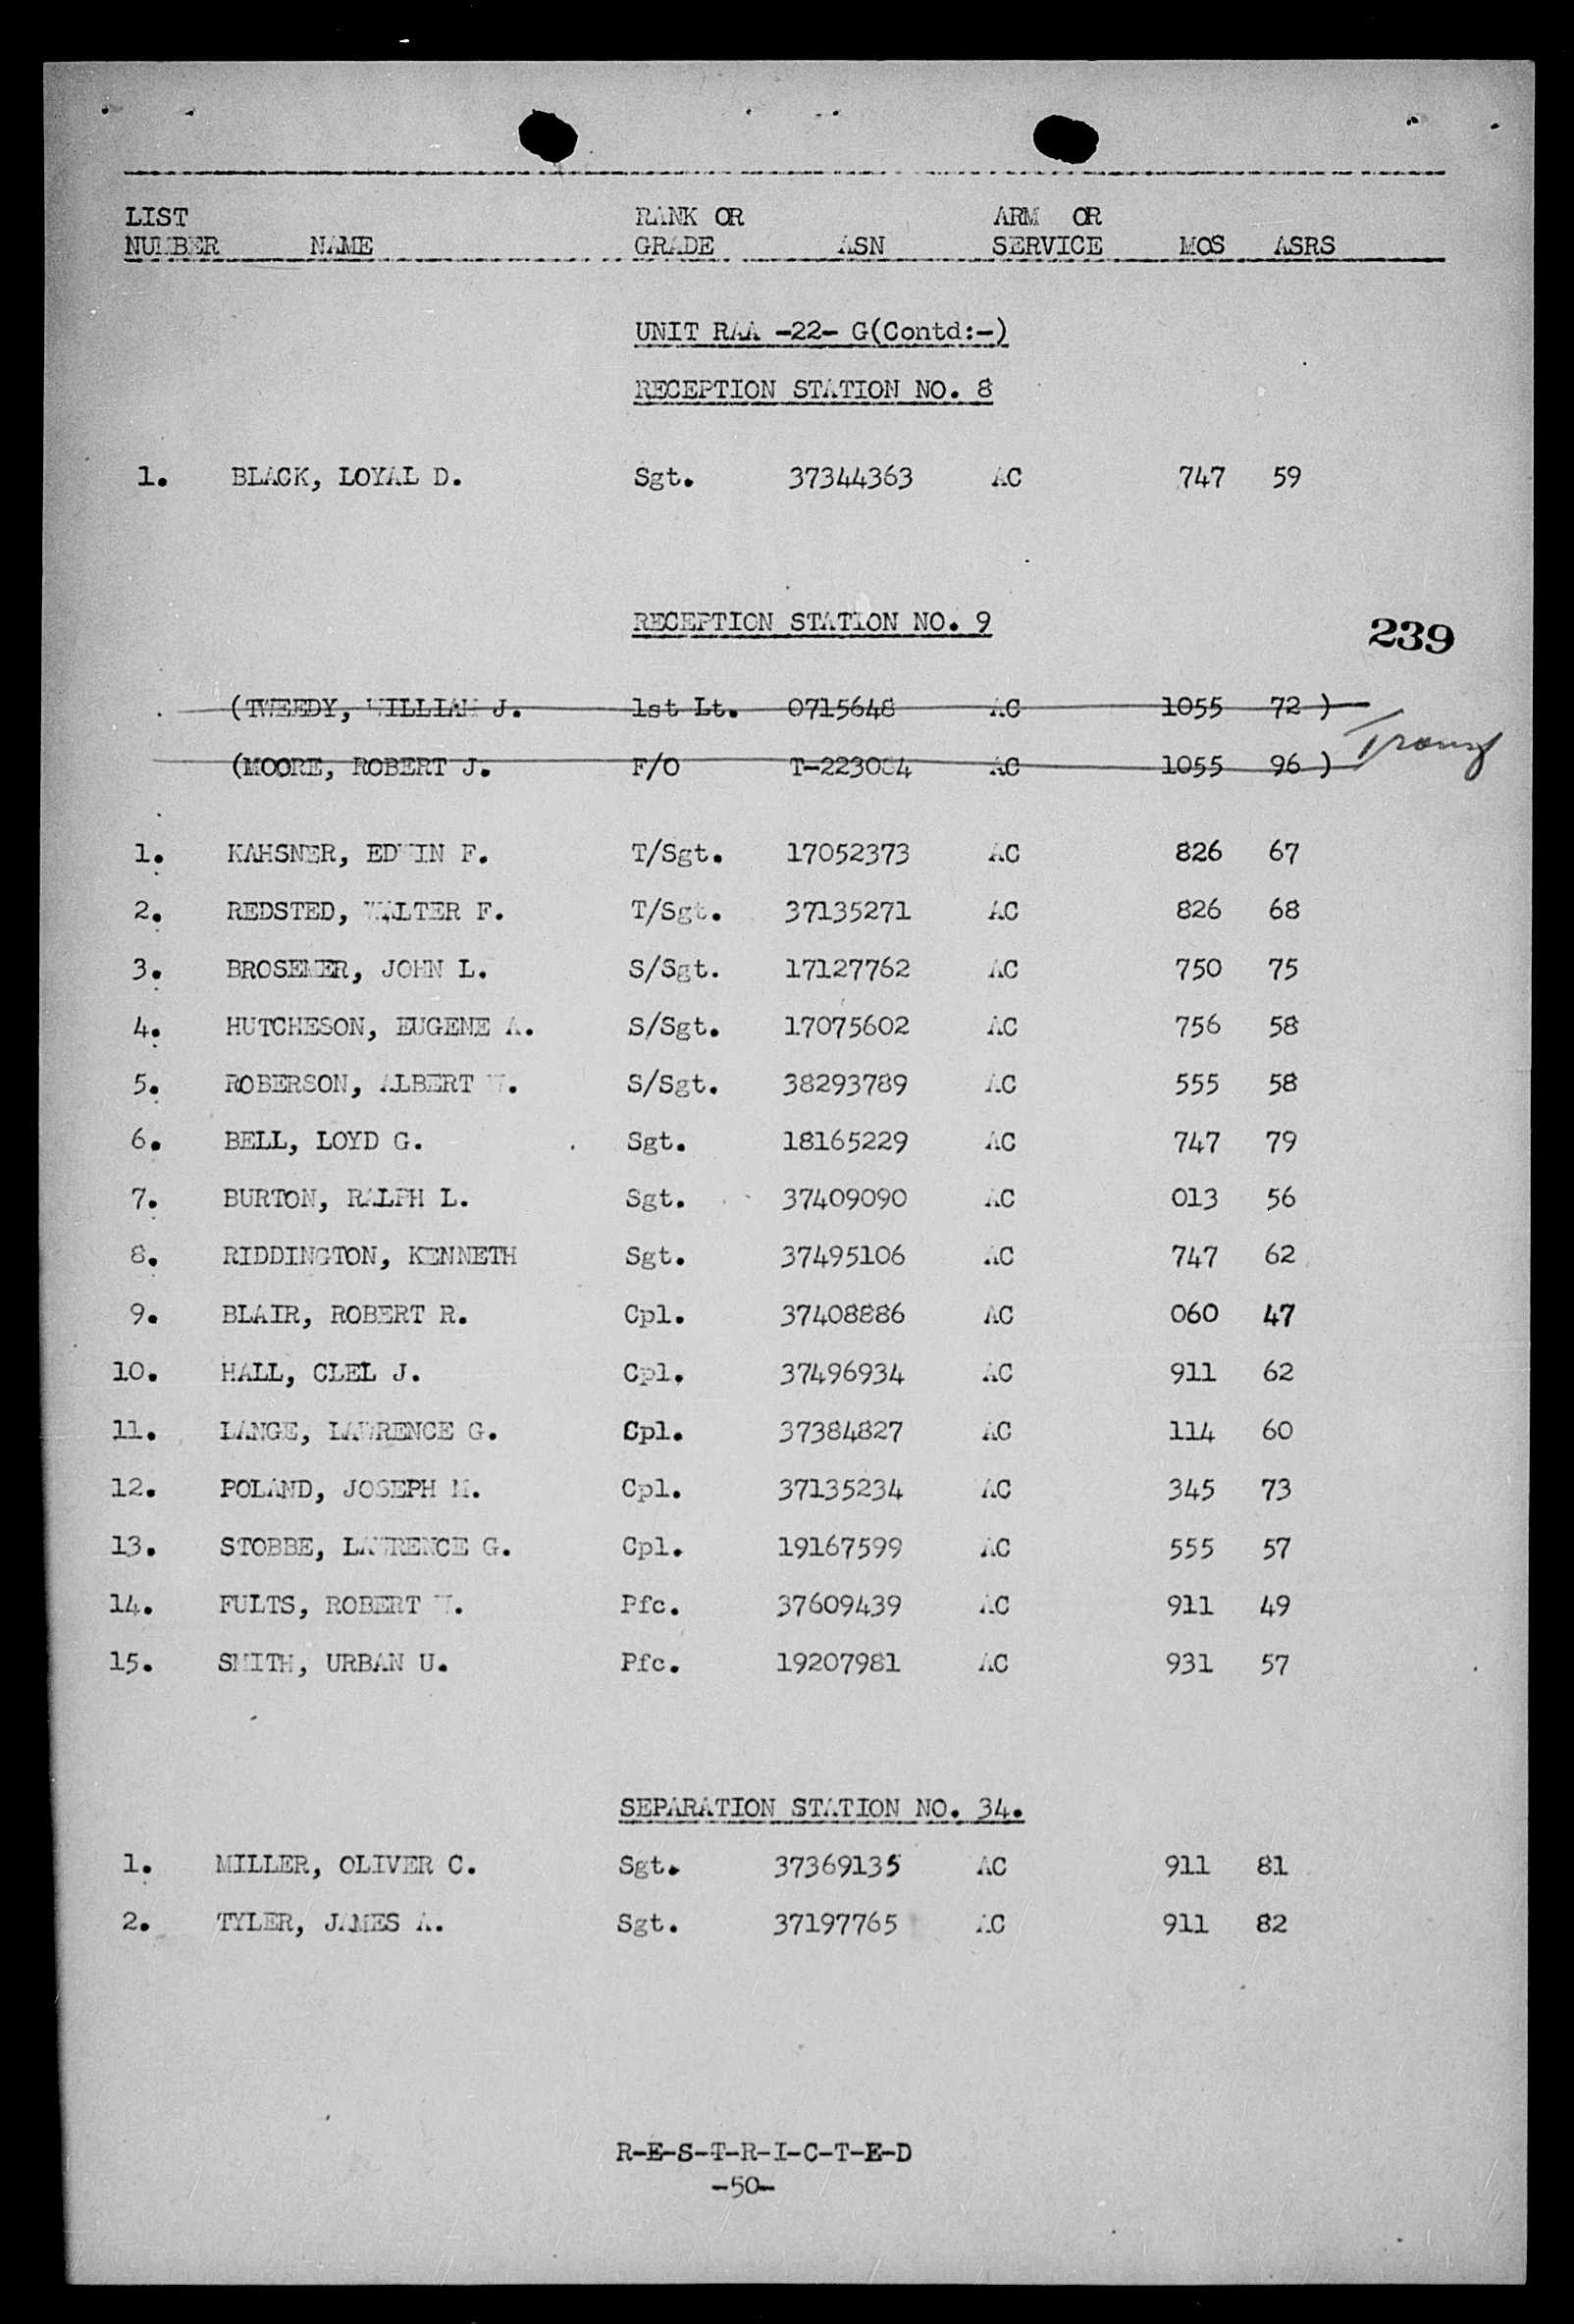 LIST RANK OR ARM OR
NUMBER NAME GRADE ASN SERVICE MOS ASRS
UNIT RAA -22- G(Contd:-)
RECEPTION STATION NO. 8
1. BLACK, LOYAL D. Sgt. 37344363 AC 747 59
RECEPTION STATION NO. 9
239
(TWEEDY, WILLIAM J. 1st Lt. 0715648 AC 1055 72 )
(MOORE, ROBERT J. F/O AC 1055 96 )
1. KAHSNER, EDWIN F. T/Sgt. 17052373 AC 826 67
2. REDSTED, WALTER F. T/Sgt. 37135271 AC 826 68
3. BROSEMER, JOHN L. S/Sgt. 17127762 AC 750 75
4. HUTCHESON, EUGENE A. S/Sgt. 17075602 AC 756 58
5. ROBERSON, ALBERT W. S/Sgt. 38293789 AC 555 58
6. BELL, LOYD G. Sgt. 18165229 AC 747 79
7. BURTON, RALPH L. Sgt. 37409090 AC 013 56
8. RIDDINGTON, KENNETH Sgt. 37495106 AC 747 62
9. BLAIR, ROBERT R. Cpl. 37408886 AC 060 47
10. HALL, CLEL J. Cpl. 37496934 AC 911 62
11. LANGE, LAWRENCE G. Cpl. 37384827 AC 114 60
12. POLAND, JOSEPH M. Cpl. 37135234 AC 345 73
13. STOBBE, LAWRENCE G. Cpl. 19167599 AC 555 57
14. FULTS, ROBERT W. Pfc. 37609439 AC 911 49
15. SMITH, URBAN U. Pfc. 19207981 AC 931 57
SEPARATION STATION NO. 34.
1. MILLER, OLIVER C. Sgt. 37369135 AC 911 81
2. TYLER, JAMES A. Sgt. 37197765 AC 911 82
R-E-S-T-R-I-C-T-E-D
-50-